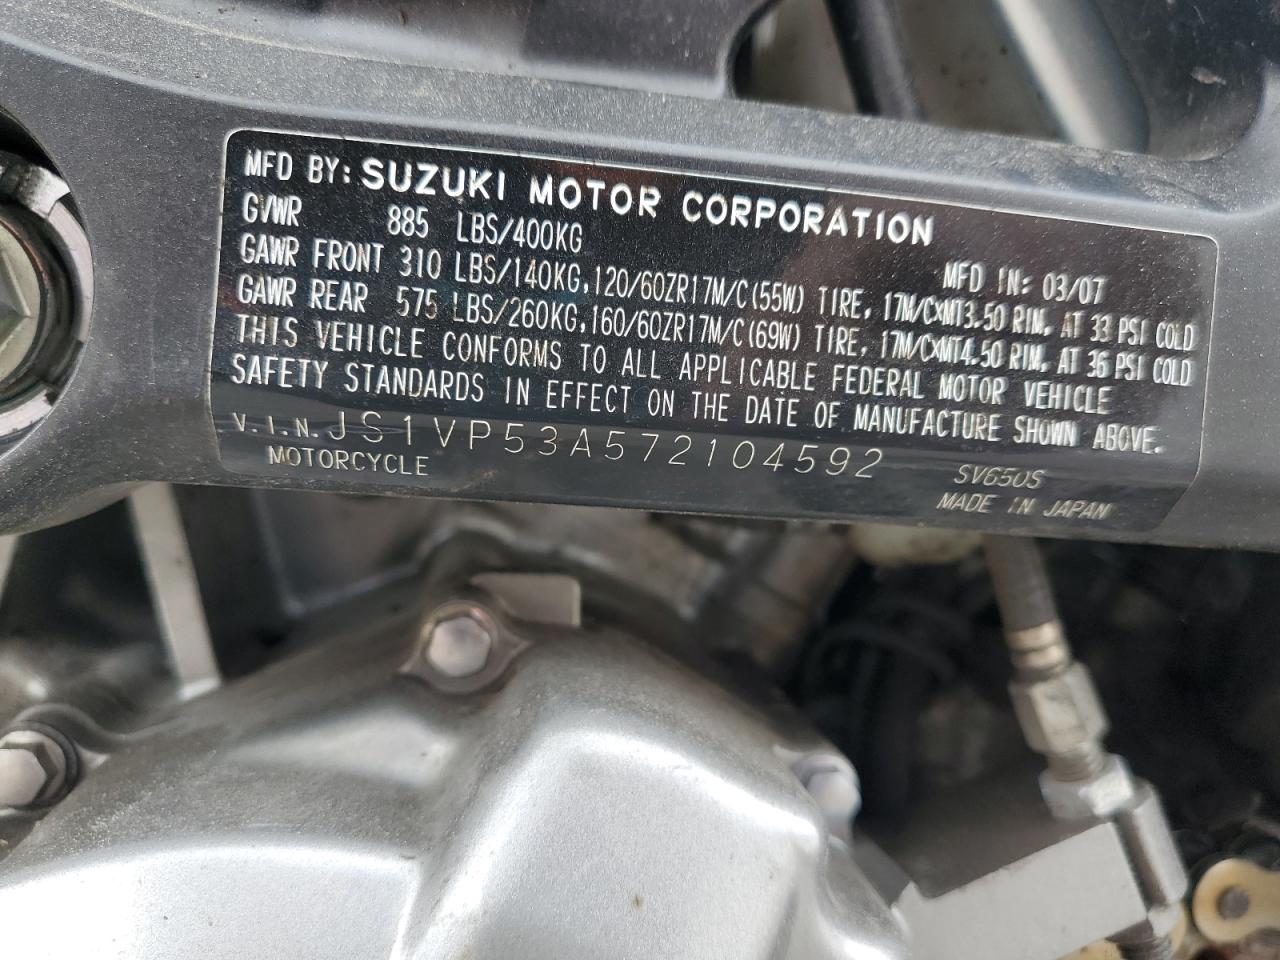 MFD BY: SUZUKI MOTOR CORPORATION
GVWR 885 LBS/400KG MFD IN: 03/07
GAWR FRONT 310 LBS/140KG, 120/60ZR17M/C (55W) TIRE, 17M/CXMT3.50 RIM, AT 33 PSI COLD
GAWR REAR 575 LBS/260KG, 160/60ZR17M/C (69W) TIRE, 17M/CXMT4.50 RIM, AT 36 PSI COLD
THIS VEHICLE CONFORMS TO ALL APPLICABLE FEDERAL MOTOR VEHICLE
SAFETY STANDARDS IN EFFECT ON THE DATE OF MANUFACTURE SHOWN ABOVE.
V.I.N. JS1VP53A572104592 SV650S
MOTORCYCLE MADE IN JAPAN